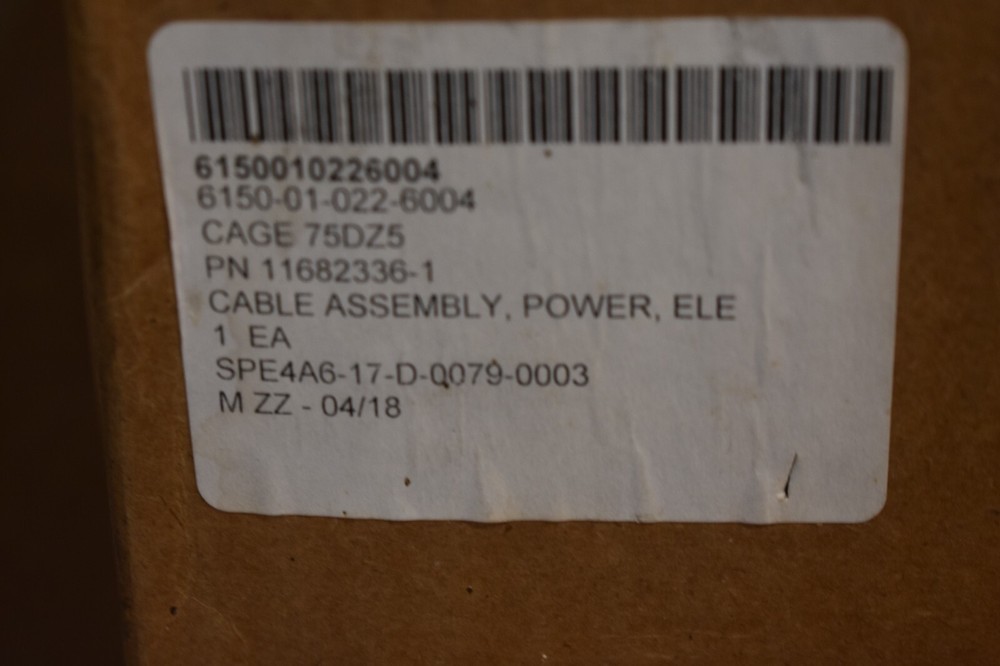 6150010226004
6150-01-022-6004
CAGE 75DZ5
PN 11682336-1
CABLE ASSEMBLY, POWER, ELE
1 EA
SPE4A6-17-D-0079-0003
M ZZ - 04/18